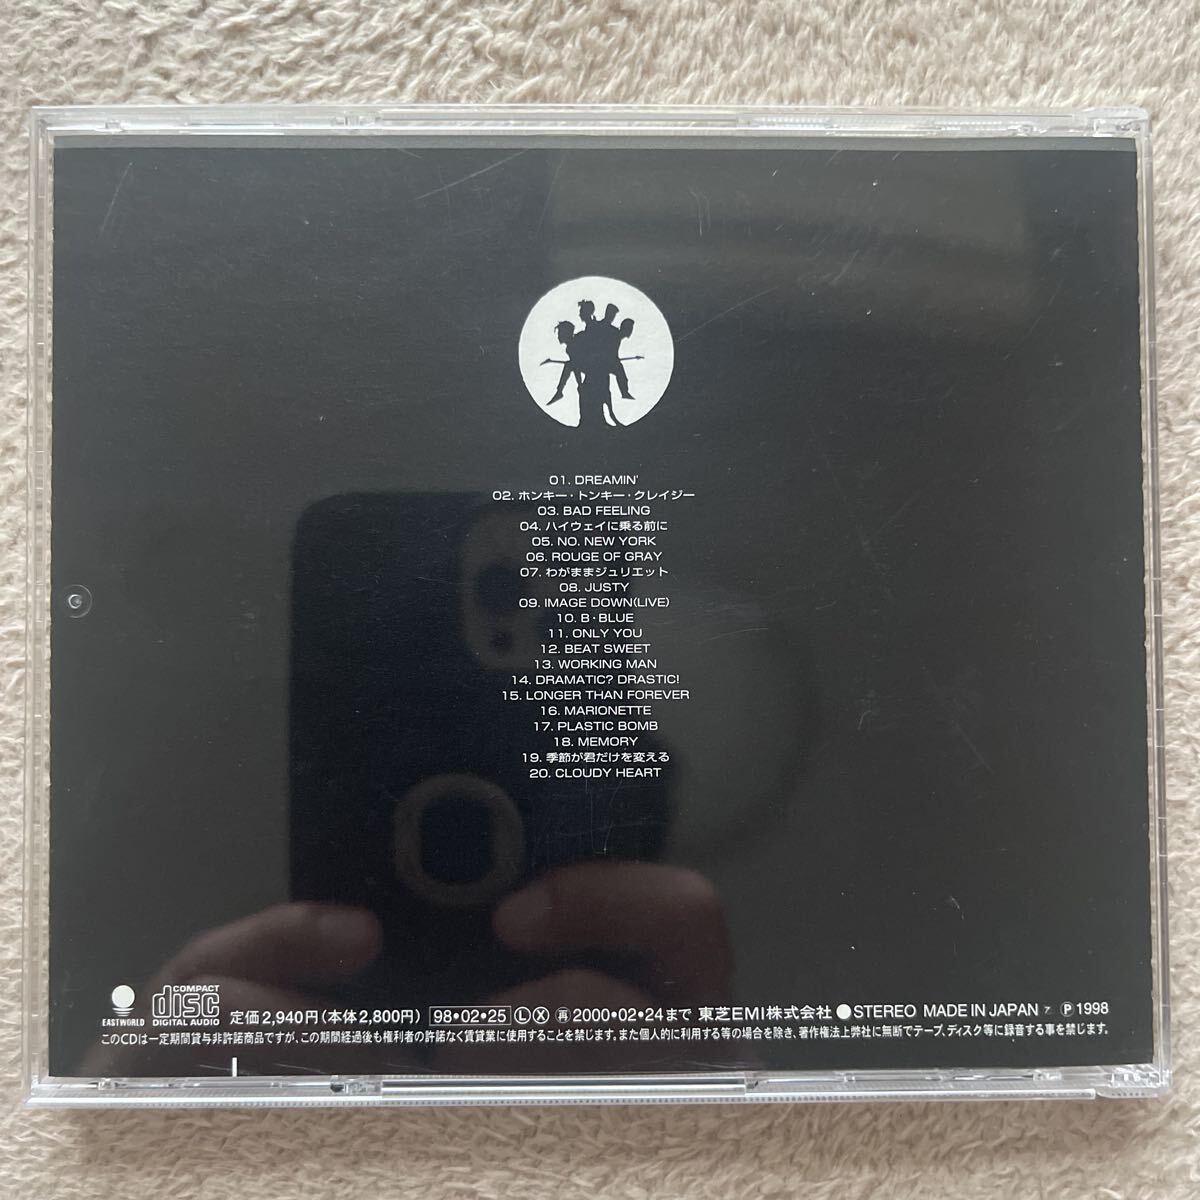 01. DREAMIN'
02. ホンキー・トンキー・クレイジー
03. BAD FEELING
04. ハイウェイに乗る前に
05. NO. NEW YORK
06. ROUGE OF GRAY
07. わがままジュリエット
08. JUSTY
09. IMAGE DOWN(LIVE)
10. B・BLUE
11. ONLY YOU
12. BEAT SWEET
13. WORKING MAN
14. DRAMATIC? DRASTIC!
15. LONGER THAN FOREVER
16. MARIONETTE
17. PLASTIC BOMB
18. MEMORY
19. 季節が君だけを変える
20. CLOUDY HEART
EASTWORLD
COMPACT
disc
DIGITAL AUDIO
定価2,940円(本体2,800円) 98•02•25 Ⓛ Ⓧ ㊢ 2000•02•24まで 東芝EMI株式会社 ●STEREO MADE IN JAPAN ℗ 1998
このCDは一定期間貸与非許諾商品ですが、この期間経過後も権利者の許諾なく賃貸業に使用することを禁じます。また個人的に利用する等の場合を除き、著作権法上弊社に無断でテープ、ディスク等に録音する事を禁じます。